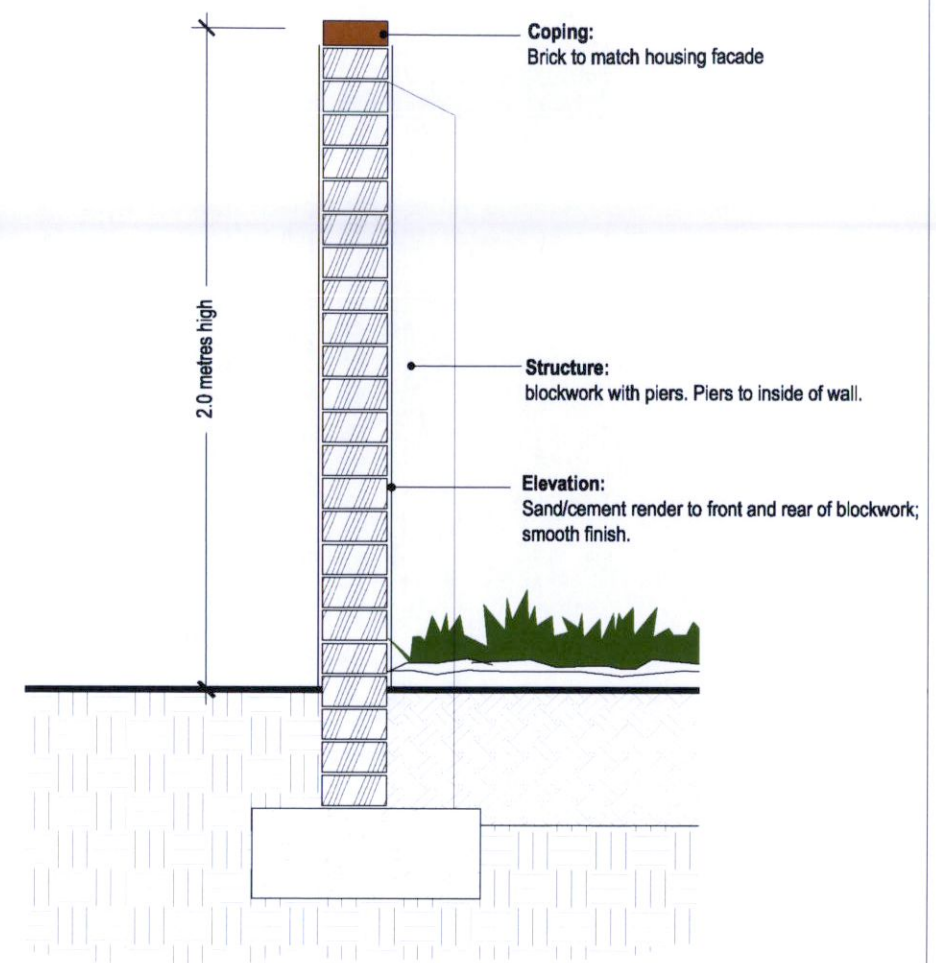 Coping:
Brick to match housing facade
2.0 metres high
Structure:
blockwork with piers. Piers to inside of wall.
Elevation:
Sand/cement render to front and rear of blockwork;
smooth finish.